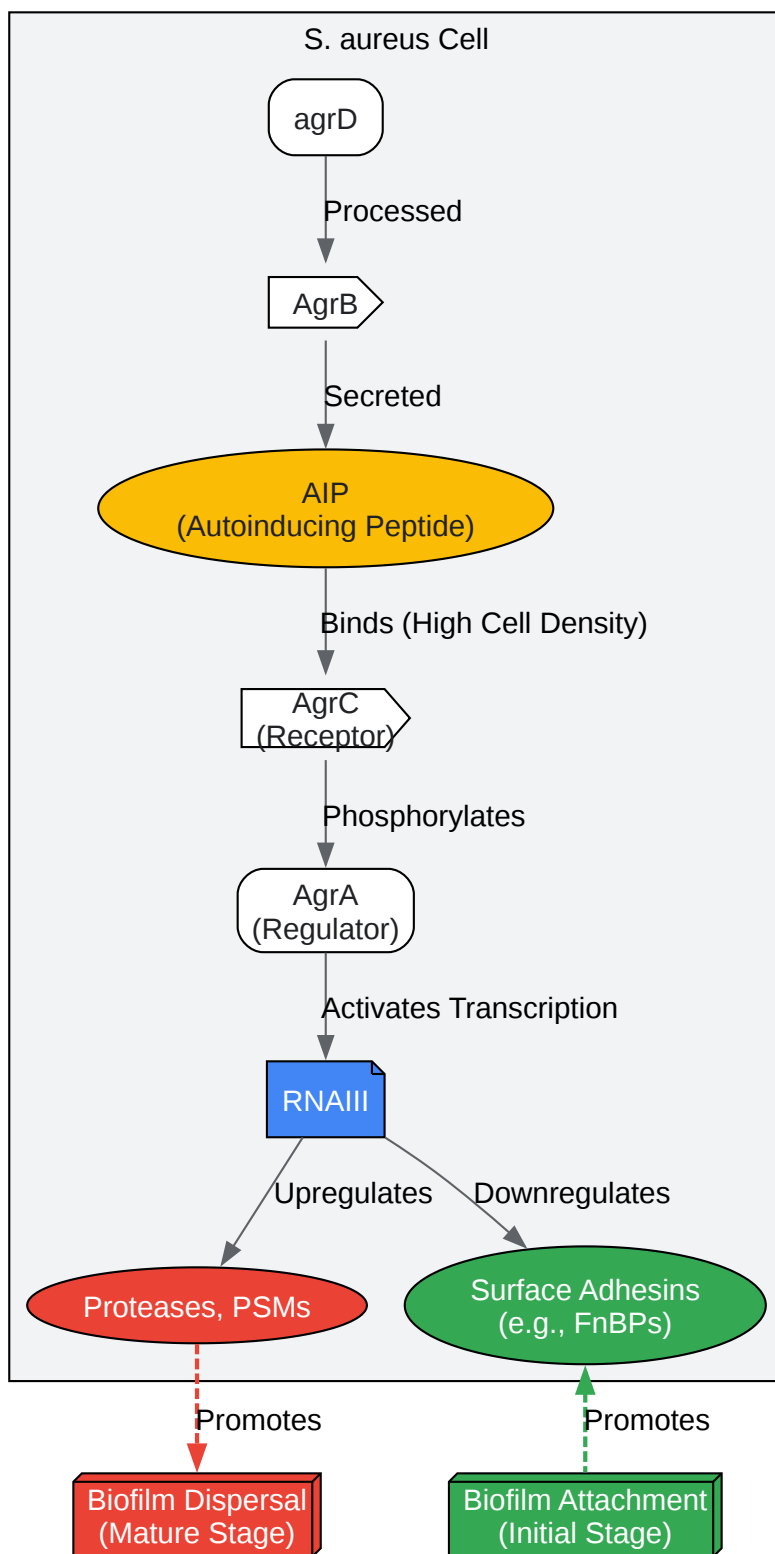 S. aureus Cell
agrD
Processed
AgrB
Secreted
AIP
(Autoinducing Peptide)
Binds (High Cell Density)
AgrC
(Receptor)
Phosphorylates
AgrA
(Regulator)
Activates Transcription
RNAIII
Upregulates
Downregulates
Proteases, PSMs
Surface Adhesins
(e.g., FnBPs)
Promotes
Promotes
Biofilm Dispersal
(Mature Stage)
Biofilm Attachment
(Initial Stage)